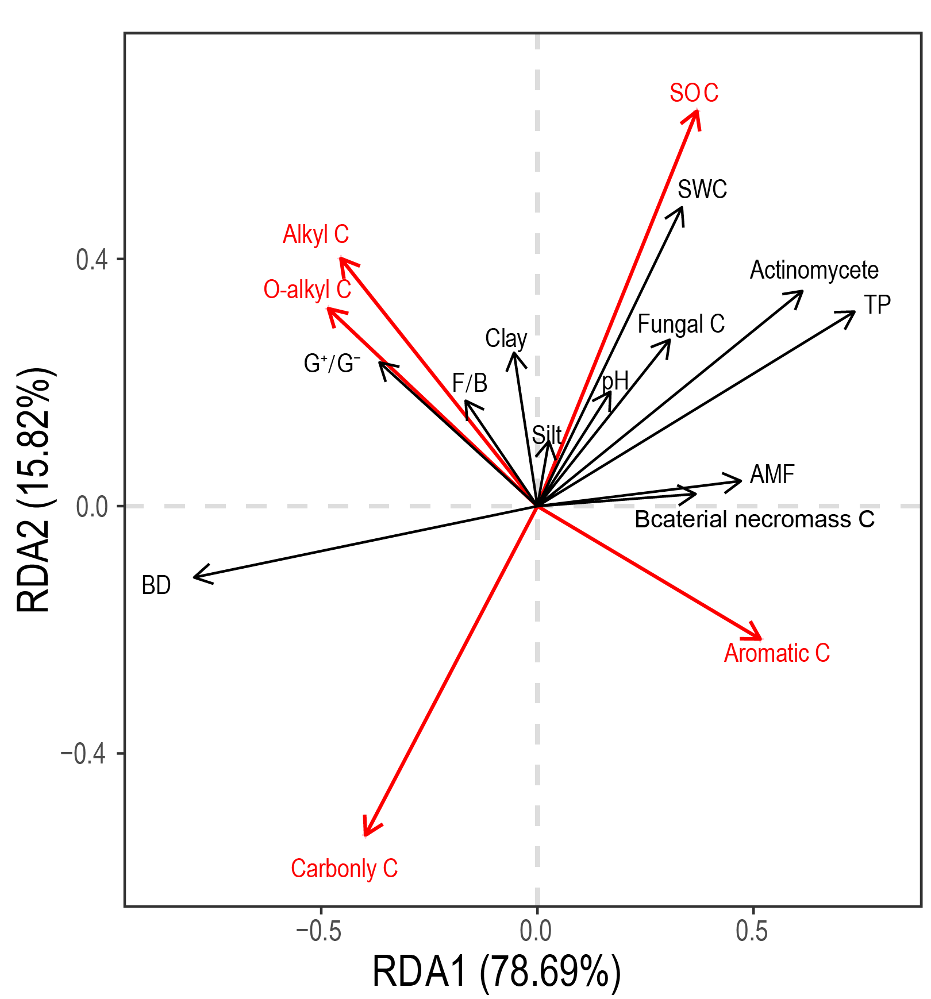 SOC
SWC
Alkyl C
Actinomycete
O-alkyl C
TP
Fungal C
Clay
G⁺/G⁻
F/B
pH
Silt
AMF
Bcaterial necromass C
BD
Aromatic C
Carbonly C
0.4
0.0
−0.4
RDA2 (15.82%)
−0.5
0.0
0.5
RDA1 (78.69%)